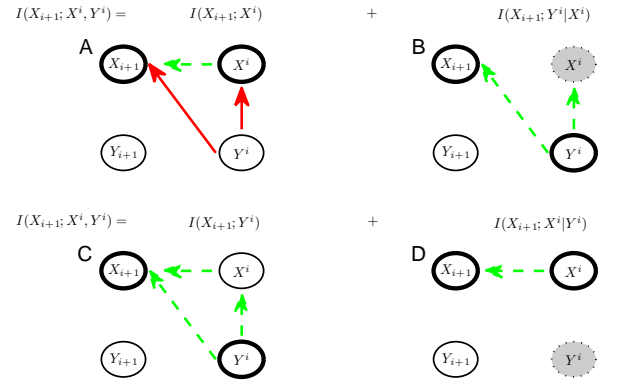 I(X_{i+1}; X^i, Y^i) = I(X_{i+1}; X^i) + I(X_{i+1}; Y^i|X^i)
A X_{i+1} X^i B X_{i+1} X^i
Y_{i+1} Y^i Y_{i+1} Y^i
I(X_{i+1}; X^i, Y^i) = I(X_{i+1}; Y^i) + I(X_{i+1}; X^i|Y^i)
C X_{i+1} X^i D X_{i+1} X^i
Y_{i+1} Y^i Y_{i+1} Y^i